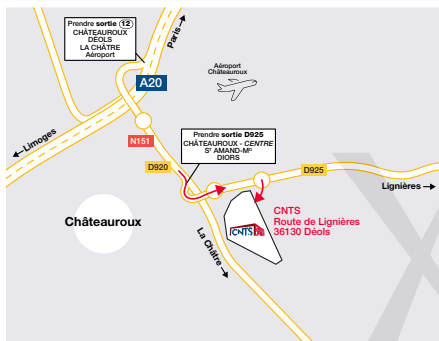 Prendre sortie 12
CHÂTEAUROUX
DÉOLS
LA CHÂTRE
Aéroport
Paris
Aéroport
Châteauroux
A20
Limoges
N151
Prendre sortie D925
CHÂTEAUROUX - CENTRE
Sᵗ AMAND-Mᴰ
DIORS
D920
D925
Lignières
Châteauroux
CNTS
Route de Lignières
36130 Déols
CNTS
La Châtre